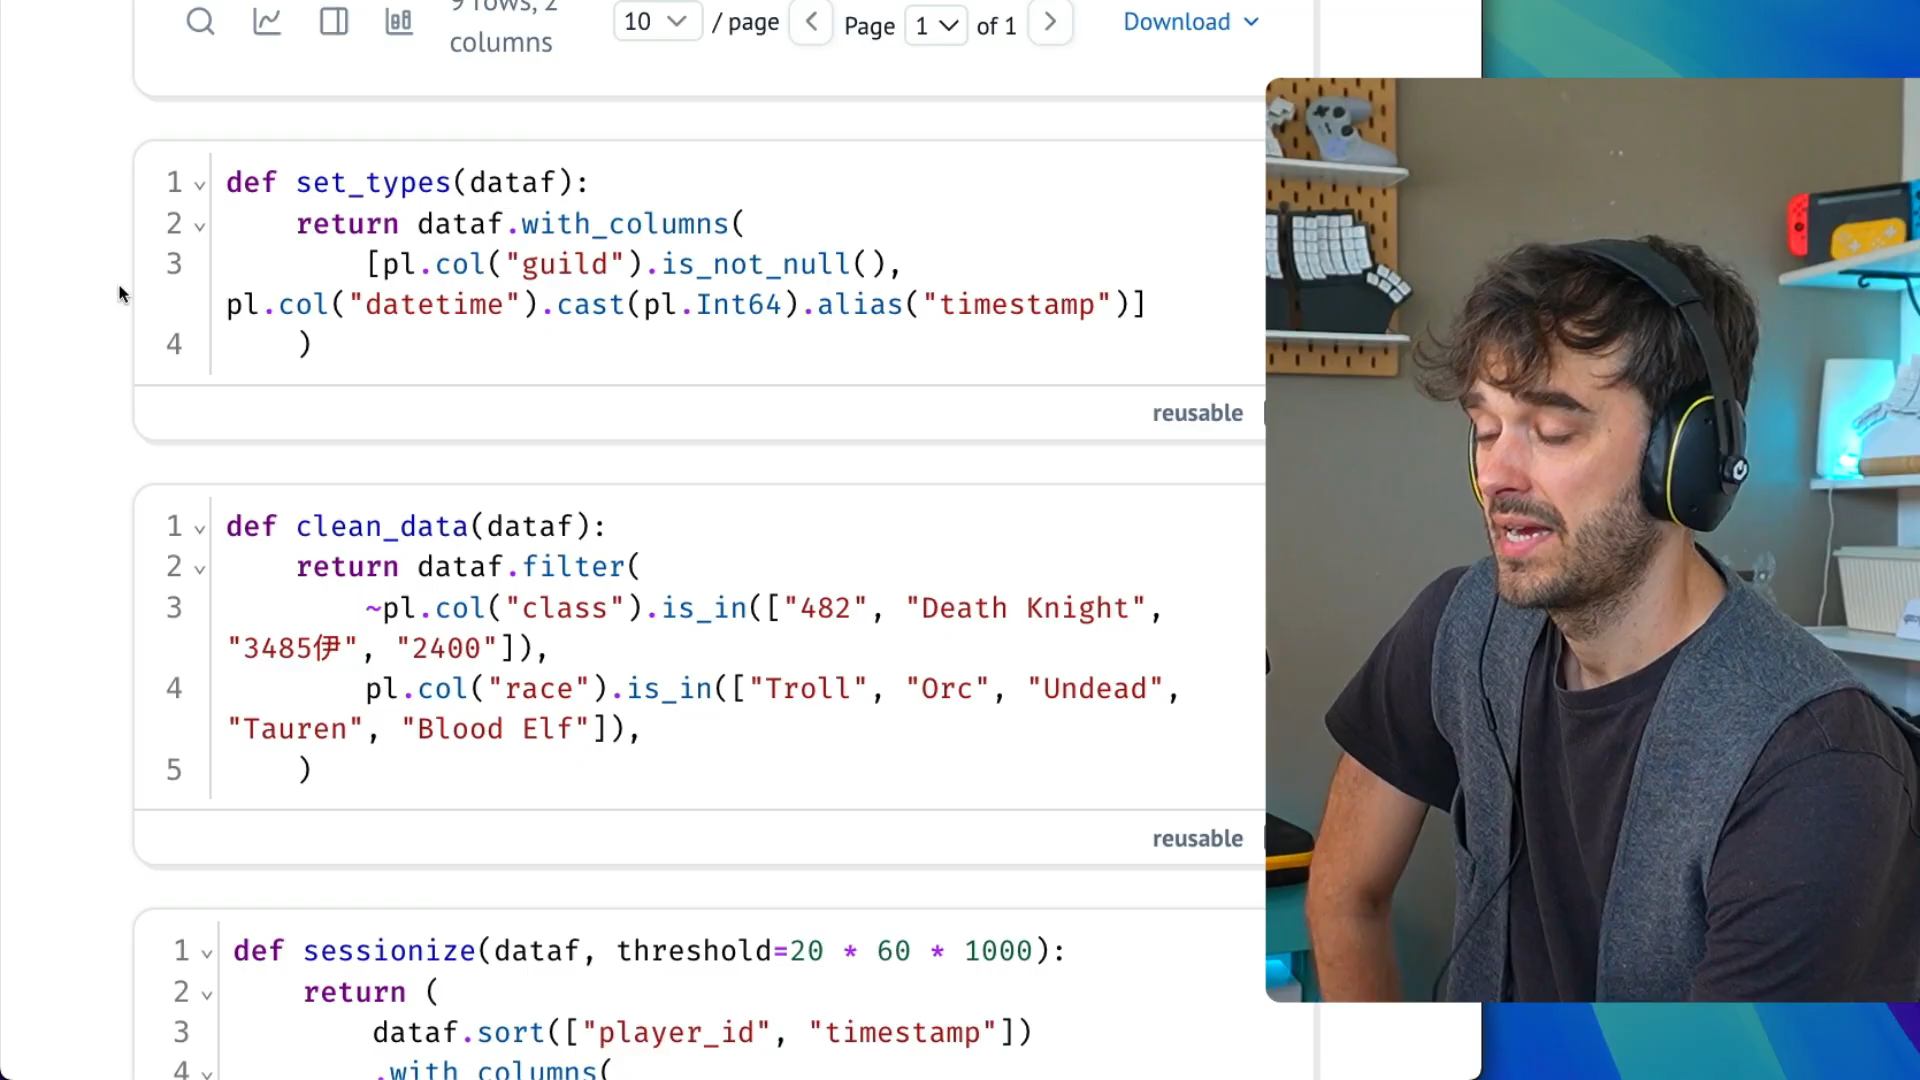 9 rows, 2
columns
10
/ page
Page
1
of 1
Download
1 def set_types(dataf):
2     return dataf.with_columns(
3         [pl.col("guild").is_not_null(),
pl.col("datetime").cast(pl.Int64).alias("timestamp")]
4     )
reusable
1 def clean_data(dataf):
2     return dataf.filter(
3         ~pl.col("class").is_in(["482", "Death Knight",
"3485伊", "2400"]),
4         pl.col("race").is_in(["Troll", "Orc", "Undead",
"Tauren", "Blood Elf"]),
5     )
reusable
1 def sessionize(dataf, threshold=20 * 60 * 1000):
2     return (
3         dataf.sort(["player_id", "timestamp"])
4         .with_columns(